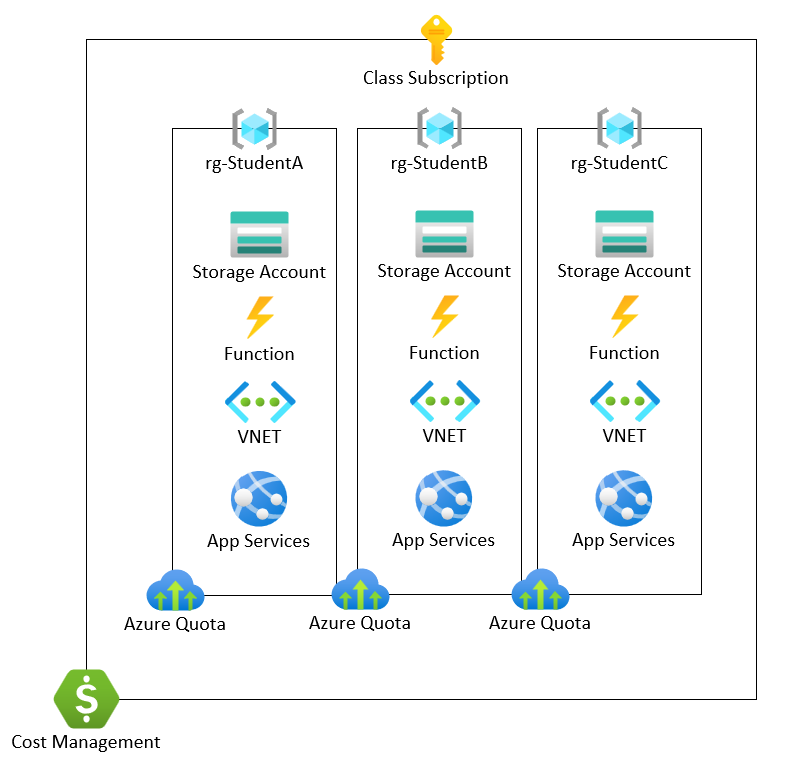 Class Subscription
rg-StudentA
rg-StudentB
rg-StudentC
Storage Account
Storage Account
Storage Account
Function
Function
Function
VNET
VNET
VNET
App Services
App Services
App Services
Azure Quota
Azure Quota
Azure Quota
$
Cost Management